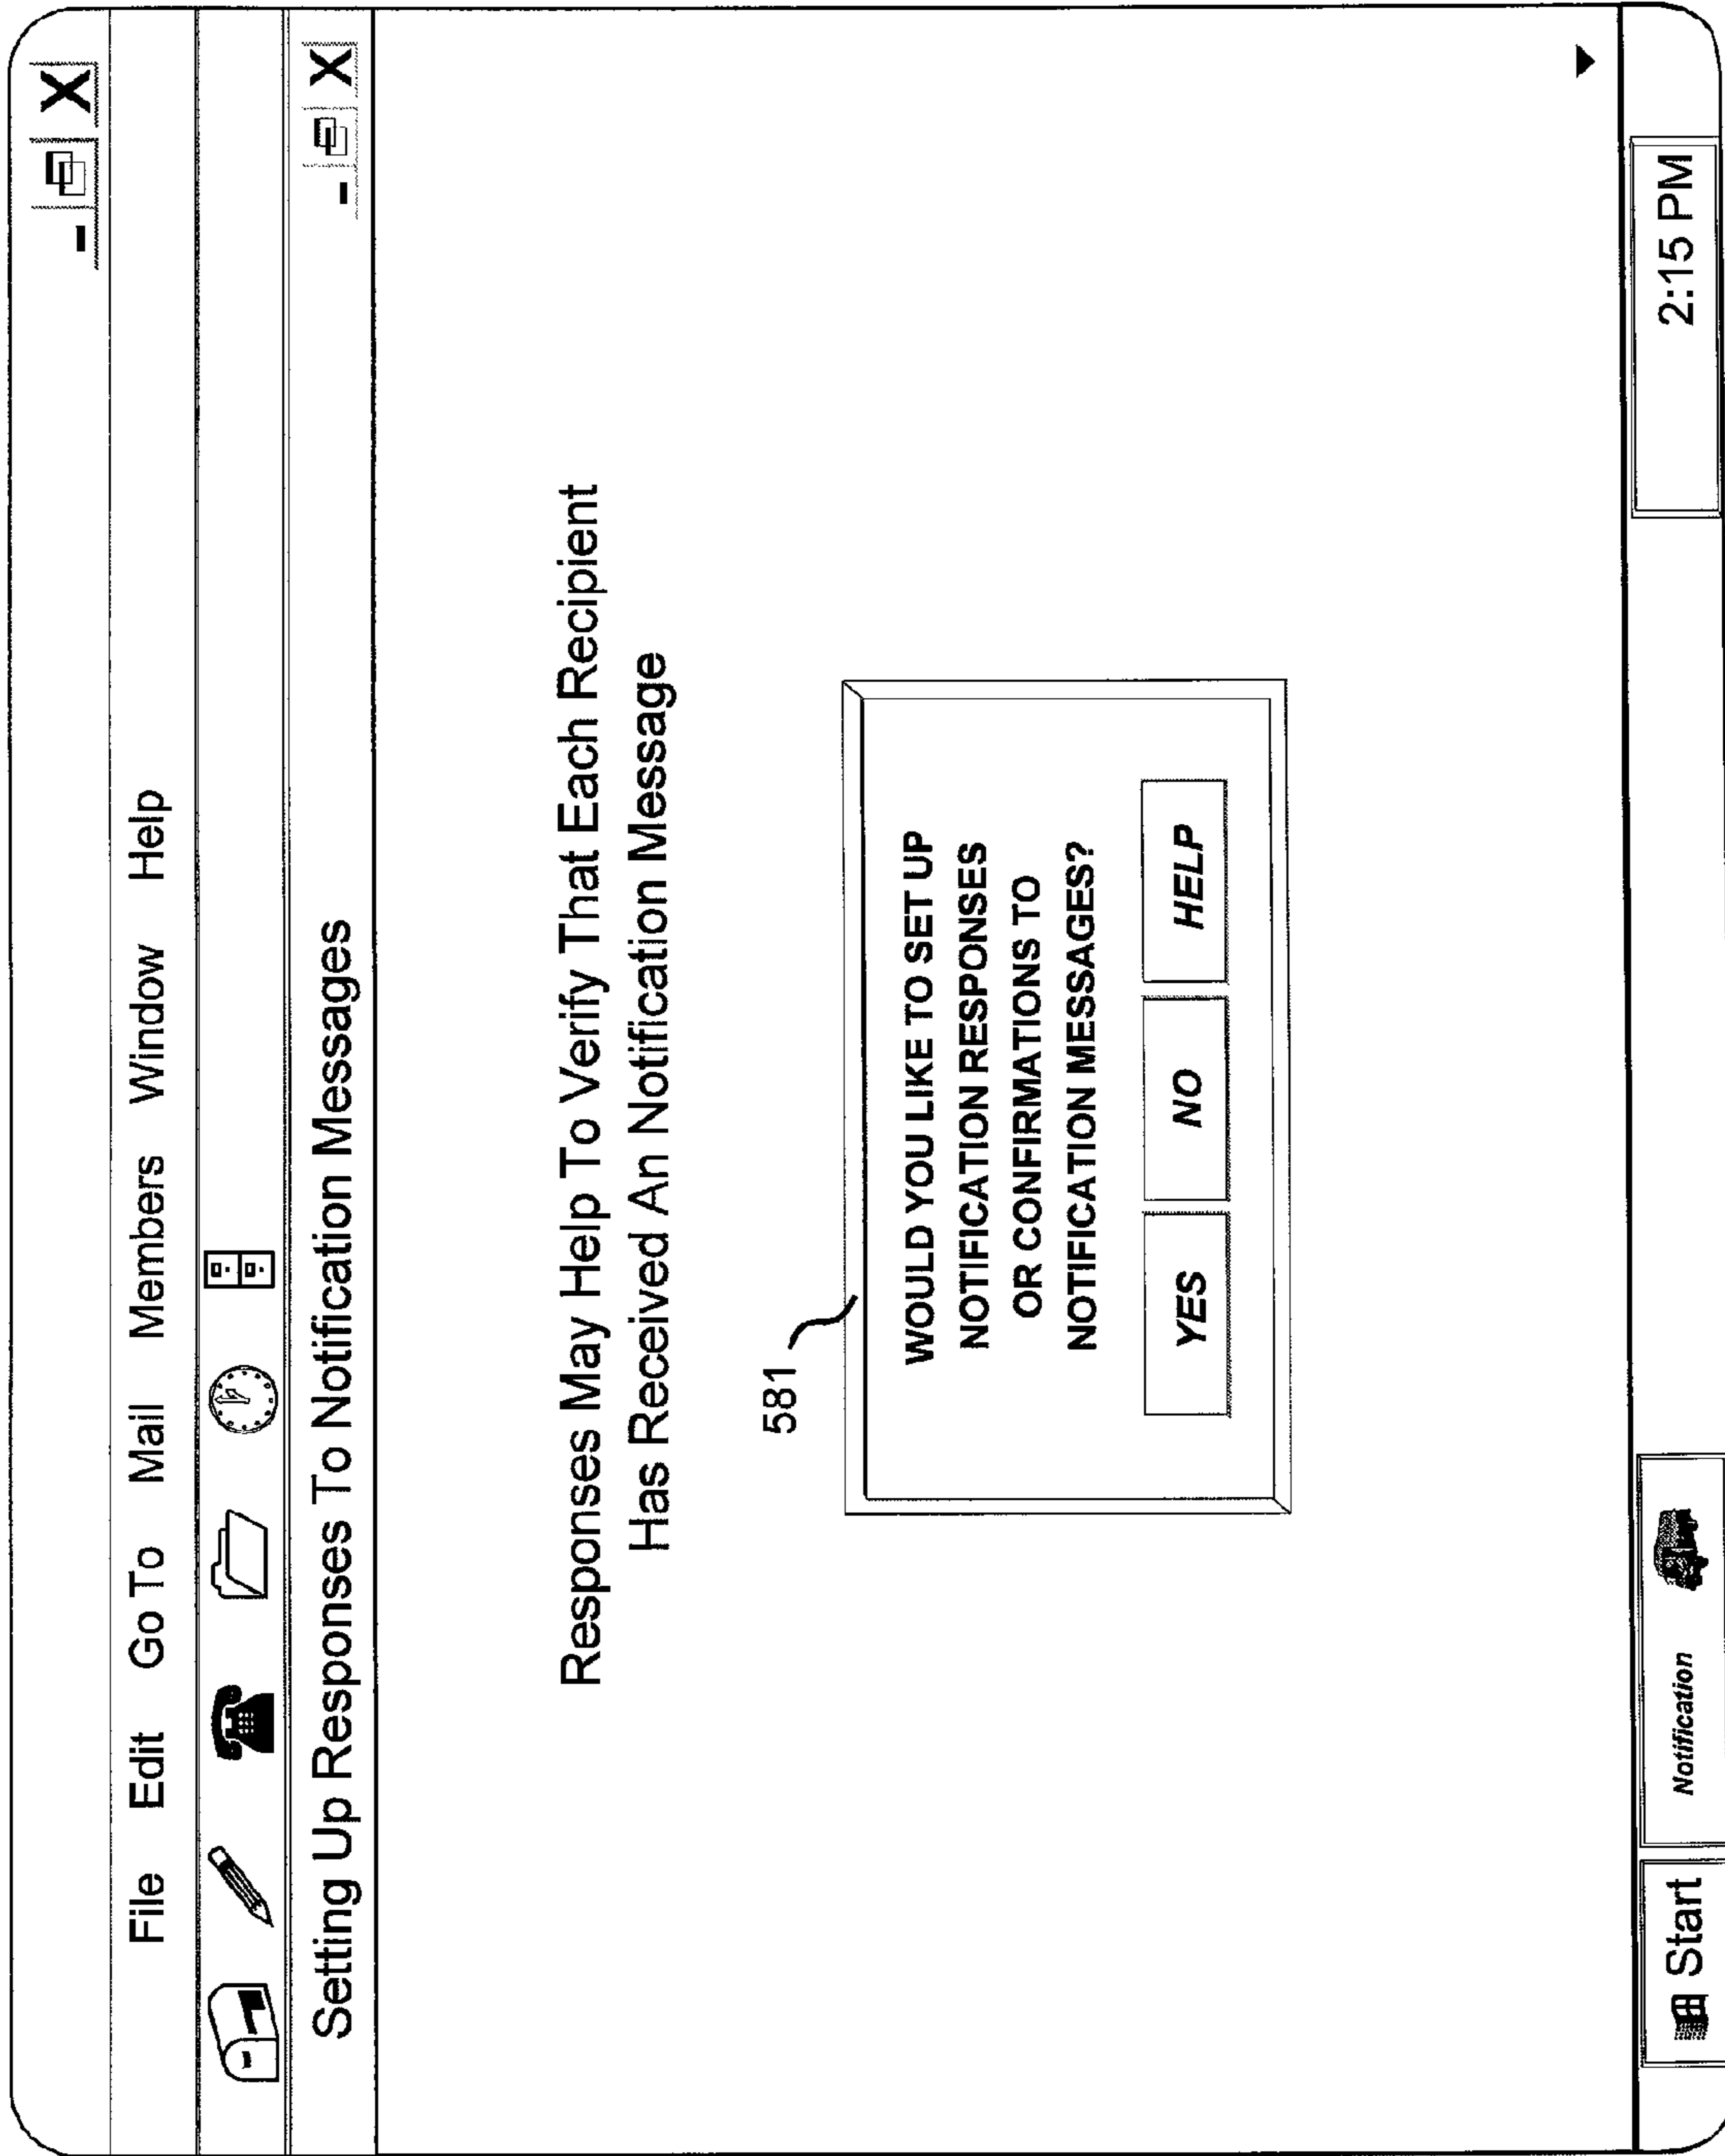 X
File Edit Go To Mail Members Window Help
Setting Up Responses To Notification Messages
X
Responses May Help To Verify That Each Recipient
Has Received An Notification Message
581
WOULD YOU LIKE TO SET UP
NOTIFICATION RESPONSES
OR CONFIRMATIONS TO
NOTIFICATION MESSAGES?
YES NO HELP
Start Notification 2:15 PM